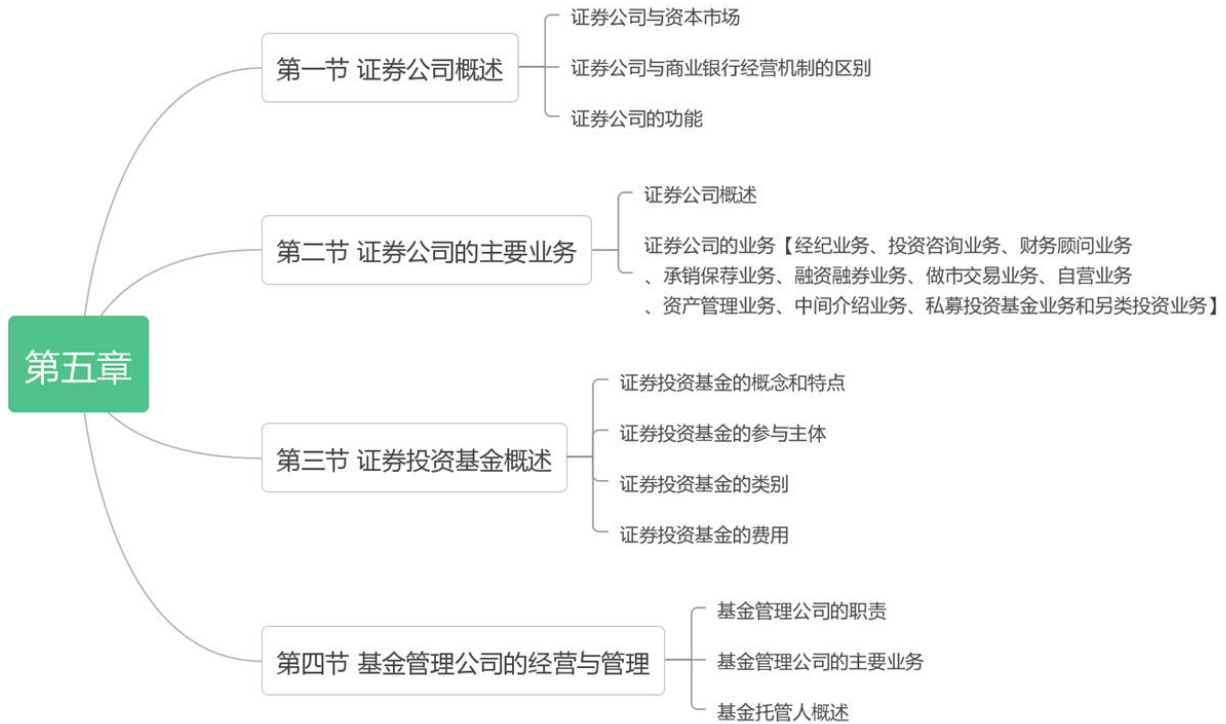 第五章
第一节 证券公司概述
证券公司与资本市场
证券公司与商业银行经营机制的区别
证券公司的功能
第二节 证券公司的主要业务
证券公司概述
证券公司的业务【经纪业务、投资咨询业务、财务顾问业务
、承销保荐业务、融资融券业务、做市交易业务、自营业务
、资产管理业务、中间介绍业务、私募投资基金业务和另类投资业务】
第三节 证券投资基金概述
证券投资基金的概念和特点
证券投资基金的参与主体
证券投资基金的类别
证券投资基金的费用
第四节 基金管理公司的经营与管理
基金管理公司的职责
基金管理公司的主要业务
基金托管人概述